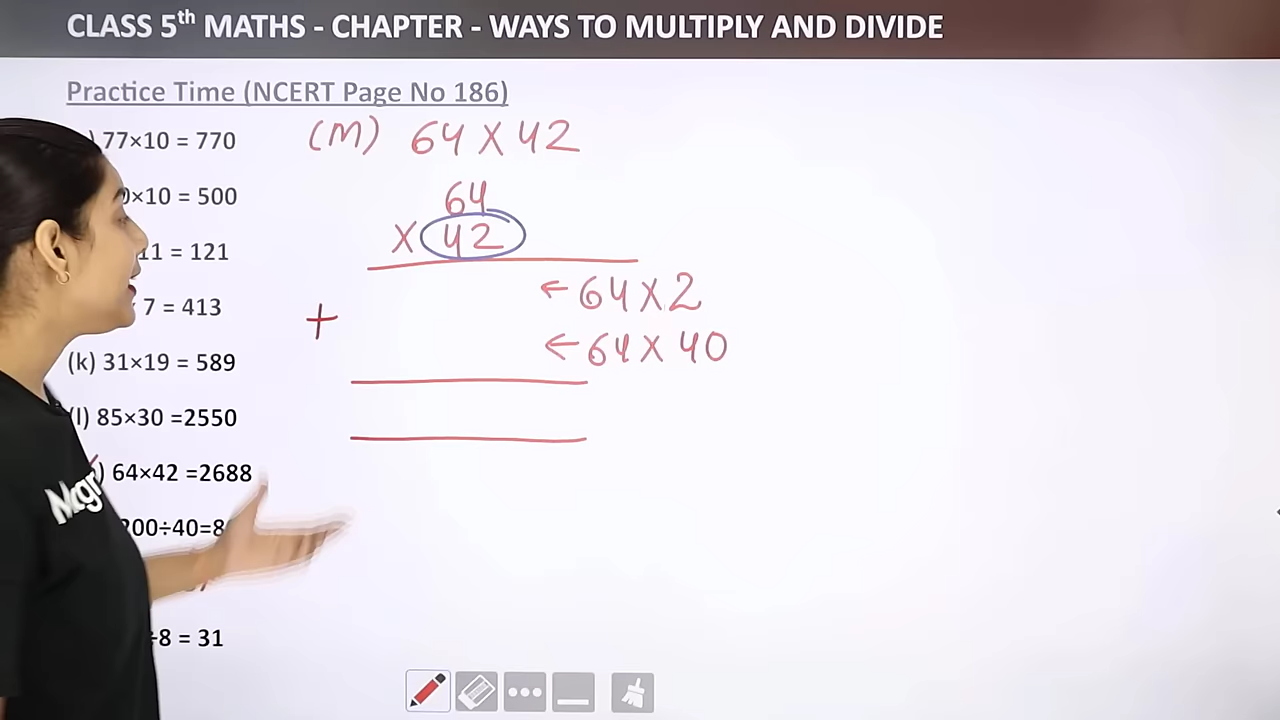 CLASS 5th MATHS - CHAPTER - WAYS TO MULTIPLY AND DIVIDE
Practice Time (NCERT Page No 186)
) 77×10 = 770
0×10 = 500
11 = 121
7 = 413
(k) 31×19 = 589
(l) 85×30 =2550
) 64×42 =2688
200÷40=8
÷8 = 31
(M) 64 X 42
64
X 42
← 64 X 2
+
← 64 X 40